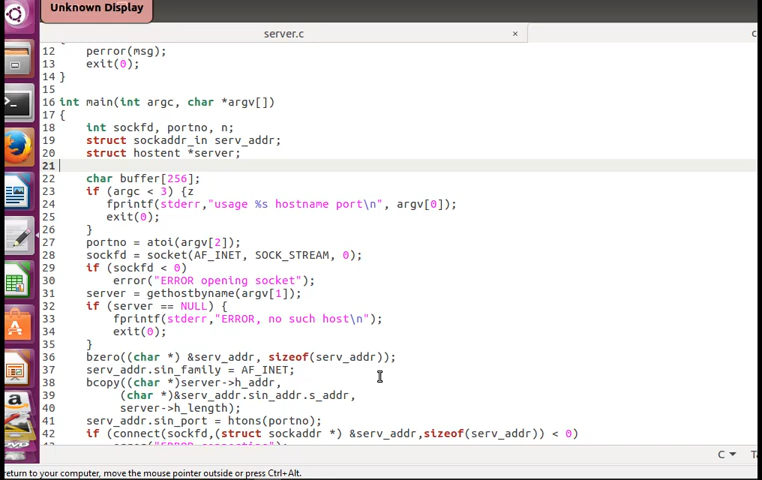 Unknown Display
server.c × c
{
12 perror(msg);
13 exit(0);
14 }
15
16 int main(int argc, char *argv[])
17 {
18 int sockfd, portno, n;
19 struct sockaddr_in serv_addr;
20 struct hostent *server;
21
22 char buffer[256];
23 if (argc < 3) {z
24 fprintf(stderr,"usage %s hostname port\n", argv[0]);
25 exit(0);
26 }
27 portno = atoi(argv[2]);
28 sockfd = socket(AF_INET, SOCK_STREAM, 0);
29 if (sockfd < 0)
30 error("ERROR opening socket");
31 server = gethostbyname(argv[1]);
32 if (server == NULL) {
33 fprintf(stderr,"ERROR, no such host\n");
34 exit(0);
35 }
36 bzero((char *) &serv_addr, sizeof(serv_addr));
37 serv_addr.sin_family = AF_INET;
38 bcopy((char *)server->h_addr,
39 (char *)&serv_addr.sin_addr.s_addr,
40 server->h_length);
41 serv_addr.sin_port = htons(portno);
42 if (connect(sockfd,(struct sockaddr *) &serv_addr,sizeof(serv_addr)) < 0)
C
return to your computer, move the mouse pointer outside or press Ctrl+Alt.